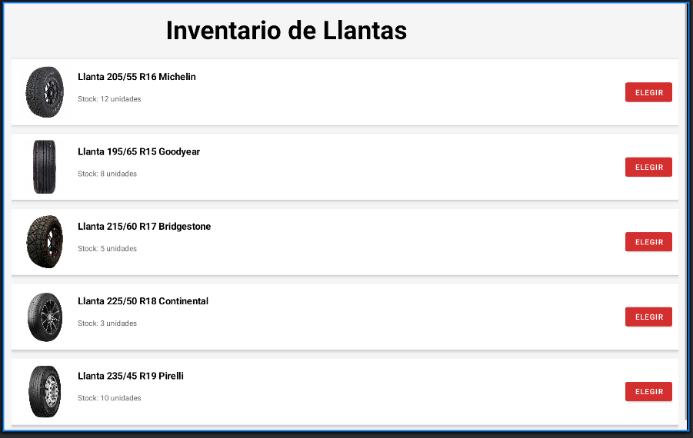 Inventario de Llantas
Llanta 205/55 R16 Michelin
Stock: 12 unidades
ELEGIR
Llanta 195/65 R15 Goodyear
Stock: 8 unidades
ELEGIR
Llanta 215/60 R17 Bridgestone
Stock: 5 unidades
ELEGIR
Llanta 225/50 R18 Continental
Stock: 3 unidades
ELEGIR
Llanta 235/45 R19 Pirelli
Stock: 10 unidades
ELEGIR